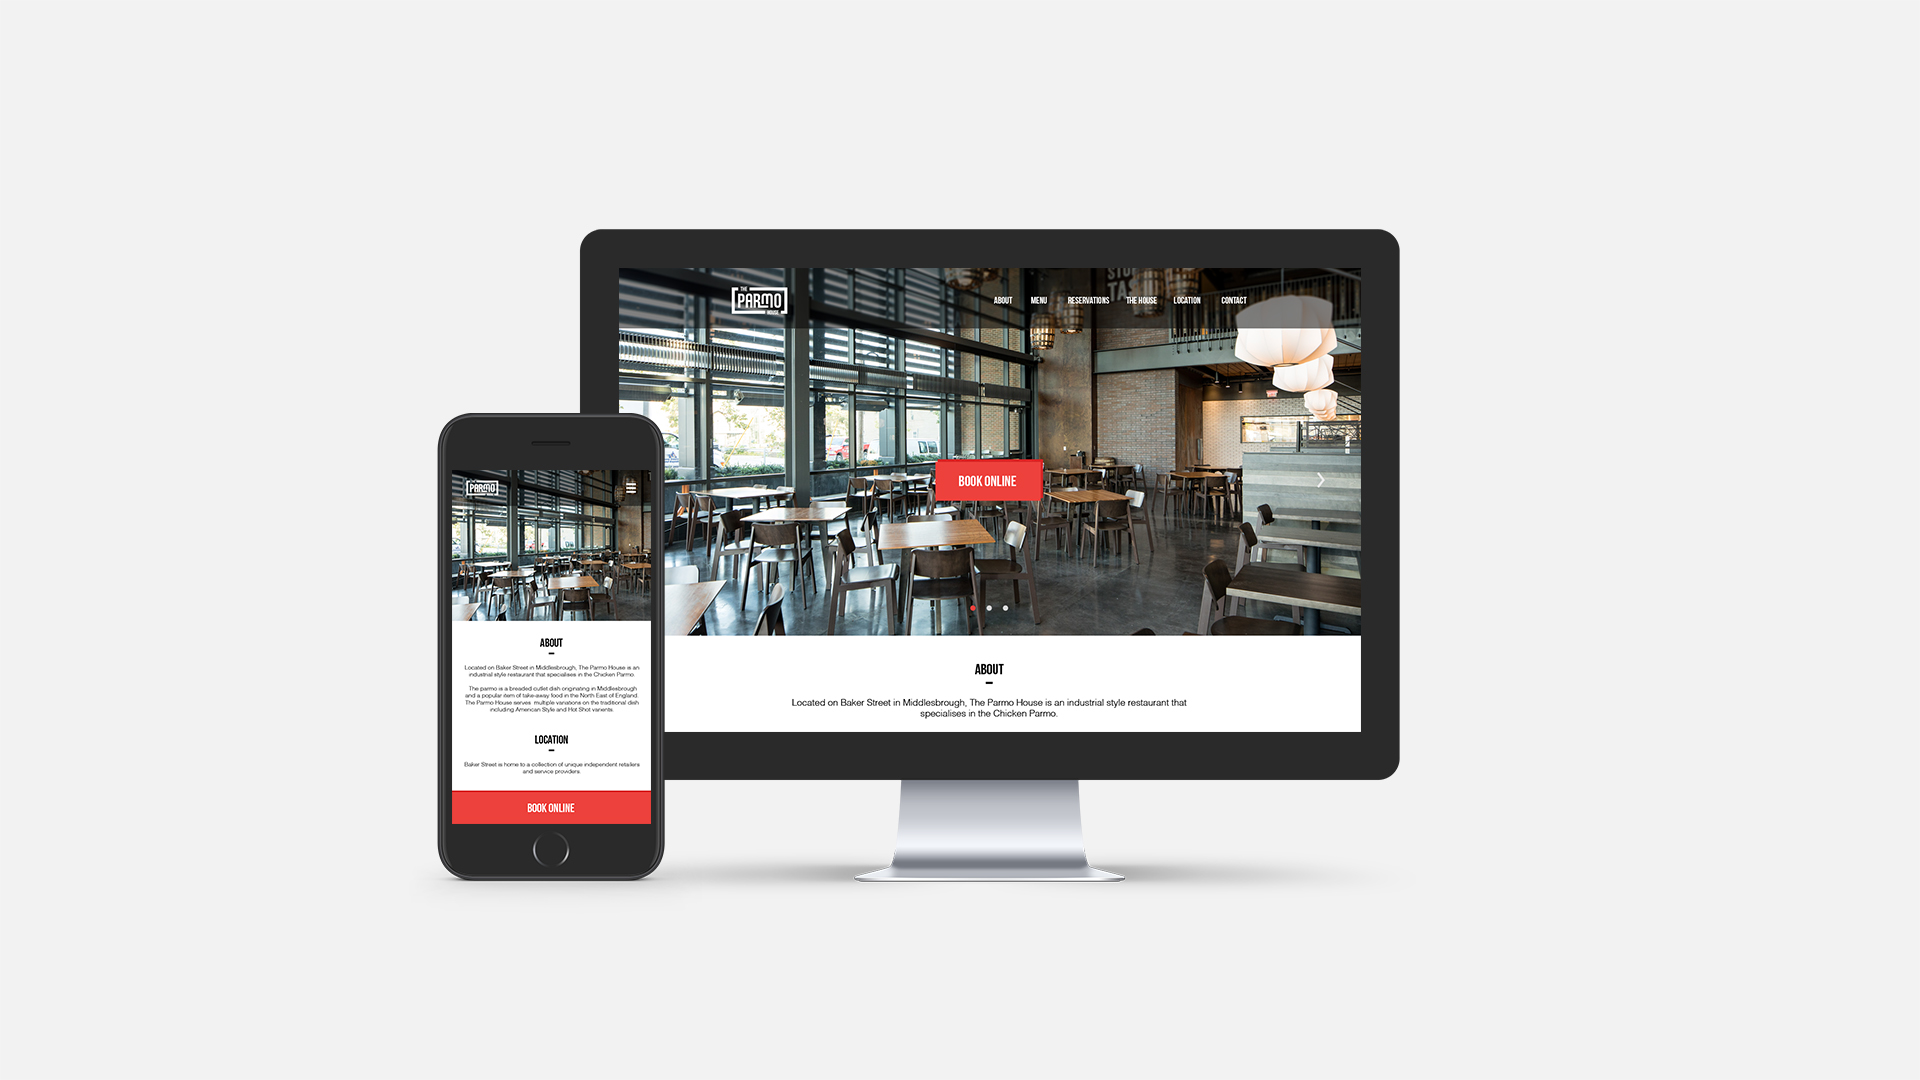 THE
PARMO
HOUSE
ABOUT MENU RESERVATIONS THE HOUSE LOCATION CONTACT
BOOK ONLINE
ABOUT
Located on Baker Street in Middlesbrough, The Parmo House is an industrial style restaurant that
specialises in the Chicken Parmo.
THE
PARMO
HOUSE
ABOUT
Located on Baker Street in Middlesbrough, The Parmo House is an
industrial style restaurant that specialises in the Chicken Parmo.
The parmo is a breaded cutlet dish originating in Middlesbrough
and a popular item of take-away food in the North East of England.
The Parmo House serves multiple variations on the traditional dish
including American Style and Hot Shot varients.
LOCATION
Baker Street is home to a collection of unique independent retailers
and service providers.
BOOK ONLINE